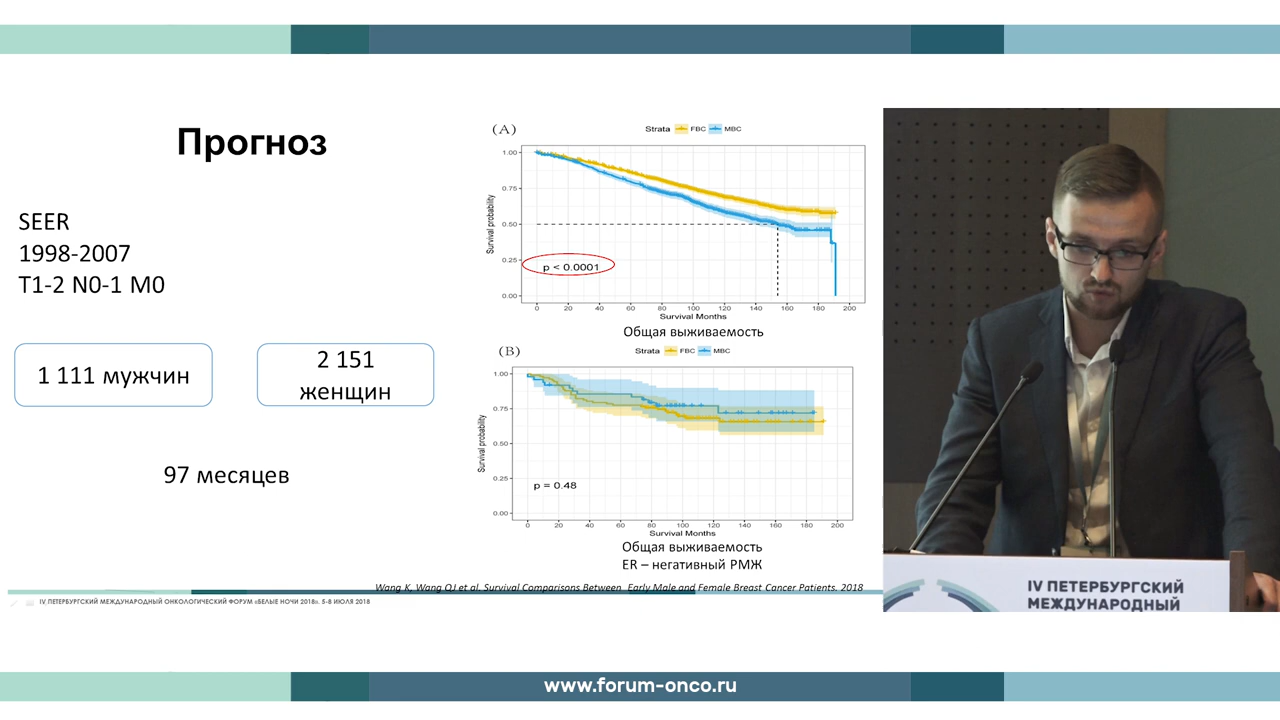 Прогноз
SEER
1998-2007
T1-2 N0-1 M0
1 111 мужчин
2 151
женщин
97 месяцев
(A)
Strata FBC MBC
Survival probability
1.00
0.75
0.50
0.25
0.00
p < 0.0001
0 20 40 60 80 100 120 140 160 180 200
Survival Months
Общая выживаемость
(B)
Strata FBC MBC
Survival probability
1.00
0.75
0.50
0.25
0.00
p = 0.48
0 20 40 60 80 100 120 140 160 180 200
Survival Months
Общая выживаемость
ER – негативный РМЖ
Wang K, Wang QJ et al. Survival Comparisons Between Early Male and Female Breast Cancer Patients. 2018
IV ПЕТЕРБУРГСКИЙ МЕЖДУНАРОДНЫЙ ОНКОЛОГИЧЕСКИЙ ФОРУМ «БЕЛЫЕ НОЧИ 2018». 5-8 ИЮЛЯ 2018
IV ПЕТЕРБУРГСКИЙ
МЕЖДУНАРОДНЫЙ
www.forum-onco.ru